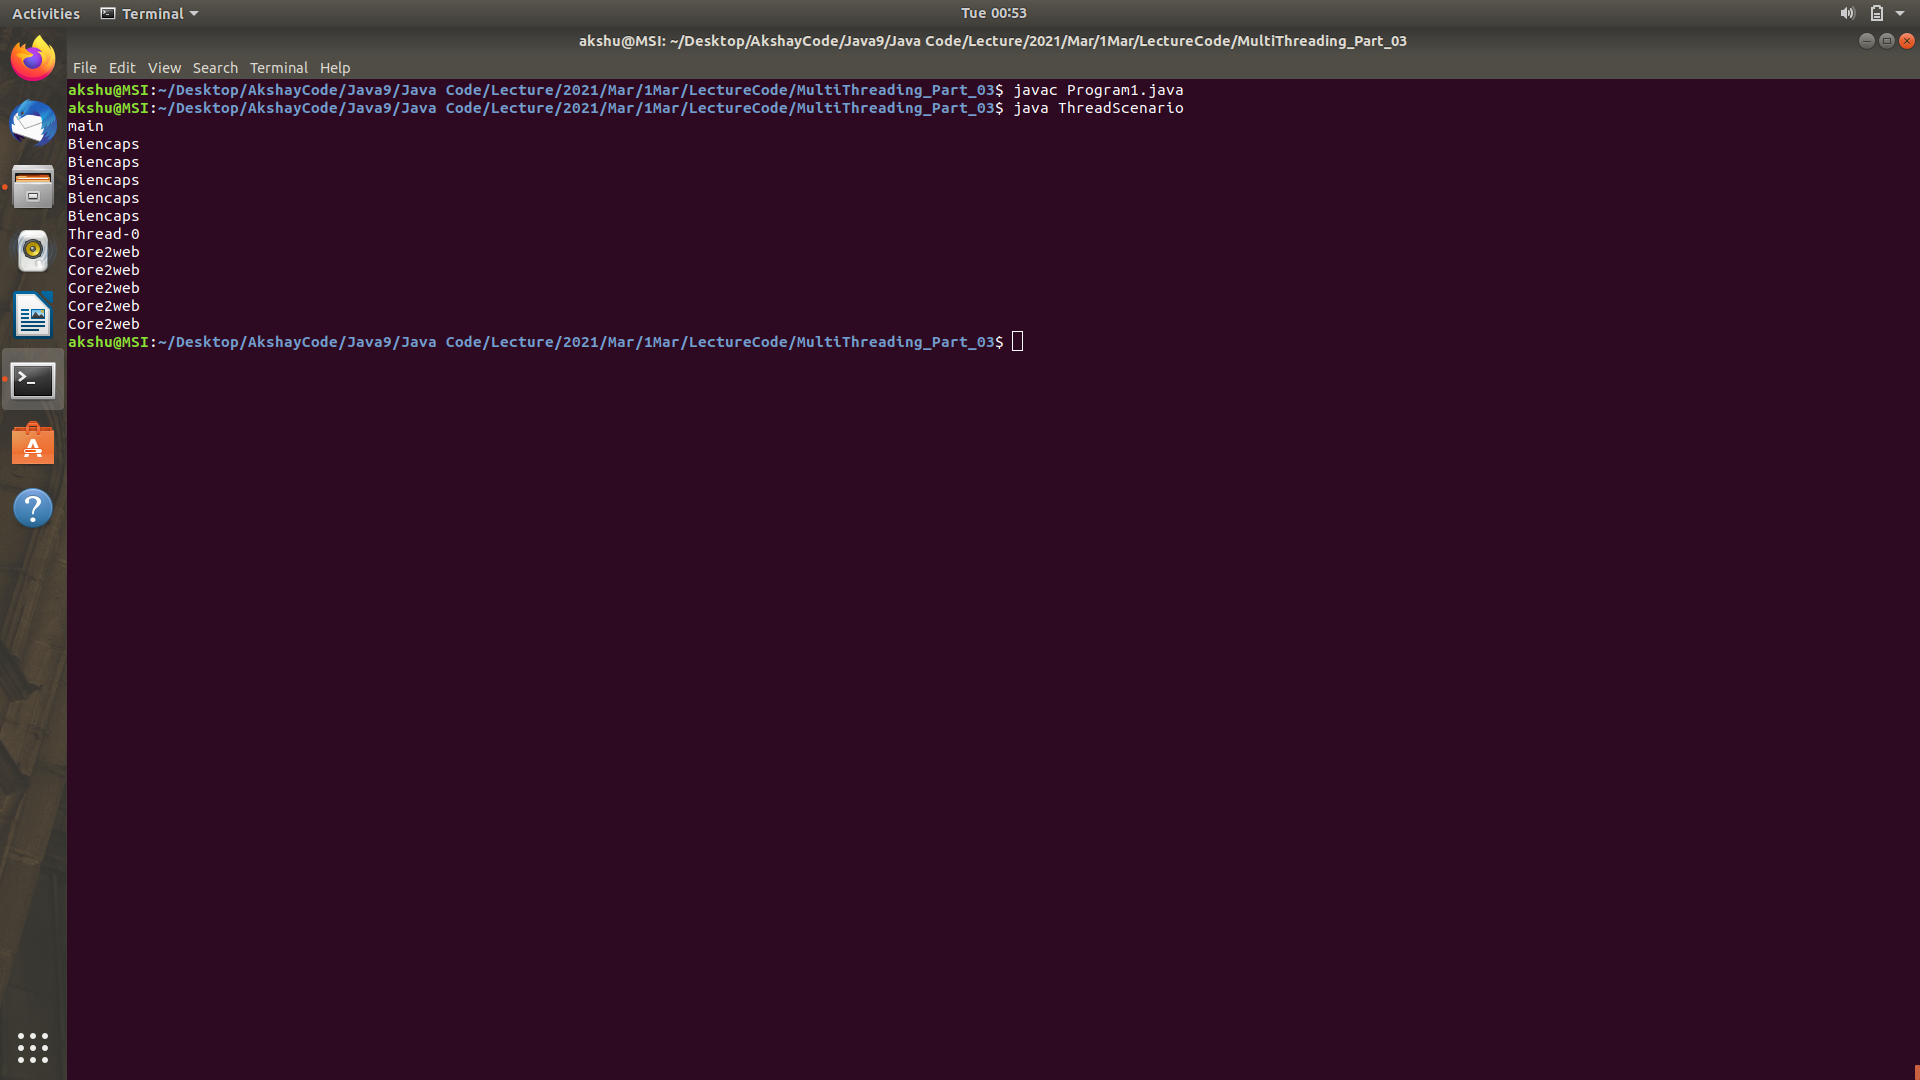 Activities Terminal Tue 00:53
akshu@MSI: ~/Desktop/AkshayCode/Java9/Java Code/Lecture/2021/Mar/1Mar/LectureCode/MultiThreading_Part_03
File Edit View Search Terminal Help
akshu@MSI:~/Desktop/AkshayCode/Java9/Java Code/Lecture/2021/Mar/1Mar/LectureCode/MultiThreading_Part_03$ javac Program1.java
akshu@MSI:~/Desktop/AkshayCode/Java9/Java Code/Lecture/2021/Mar/1Mar/LectureCode/MultiThreading_Part_03$ java ThreadScenario
main
Biencaps
Biencaps
Biencaps
Biencaps
Biencaps
Thread-0
Core2web
Core2web
Core2web
Core2web
Core2web
akshu@MSI:~/Desktop/AkshayCode/Java9/Java Code/Lecture/2021/Mar/1Mar/LectureCode/MultiThreading_Part_03$